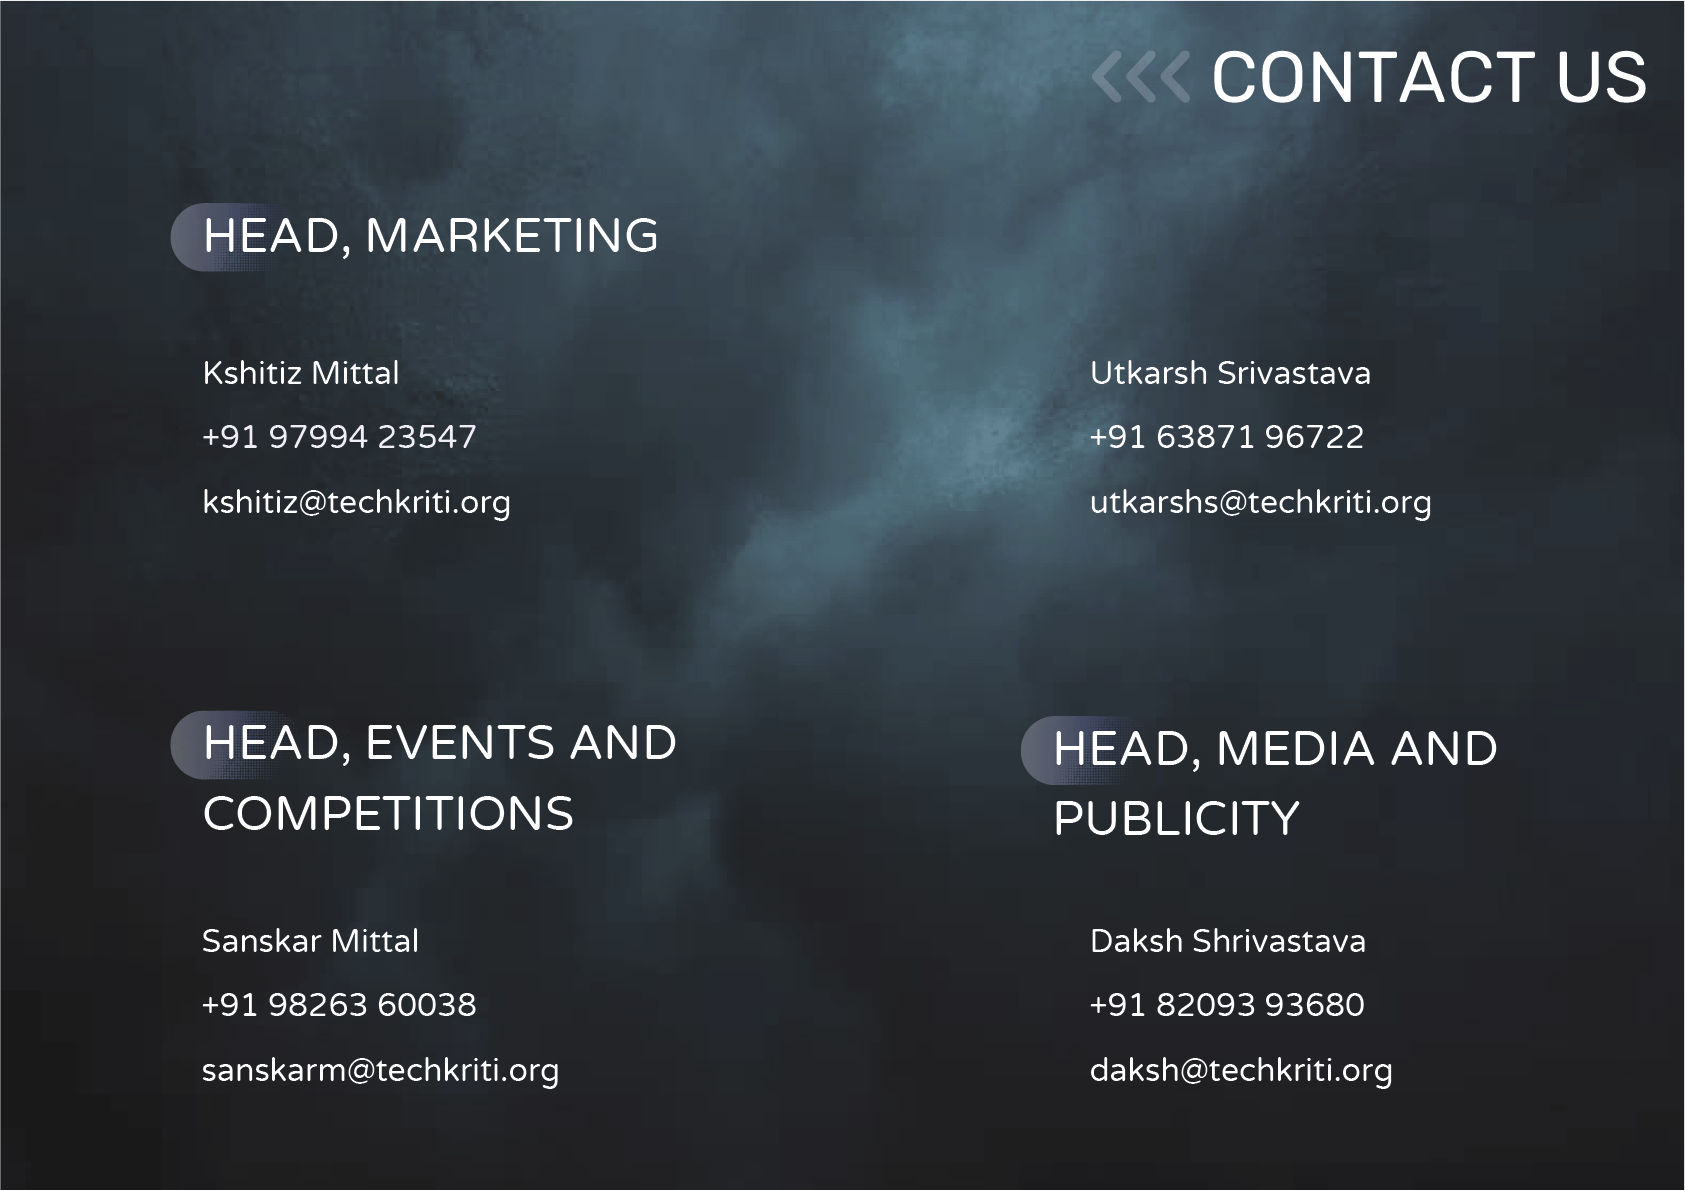 CONTACT US
HEAD, MARKETING
Kshitiz Mittal
+91 97994 23547
kshitiz@techkriti.org
Utkarsh Srivastava
+91 63871 96722
utkarshs@techkriti.org
HEAD, EVENTS AND
COMPETITIONS
Sanskar Mittal
+91 98263 60038
sanskarm@techkriti.org
HEAD, MEDIA AND
PUBLICITY
Daksh Shrivastava
+91 82093 93680
daksh@techkriti.org